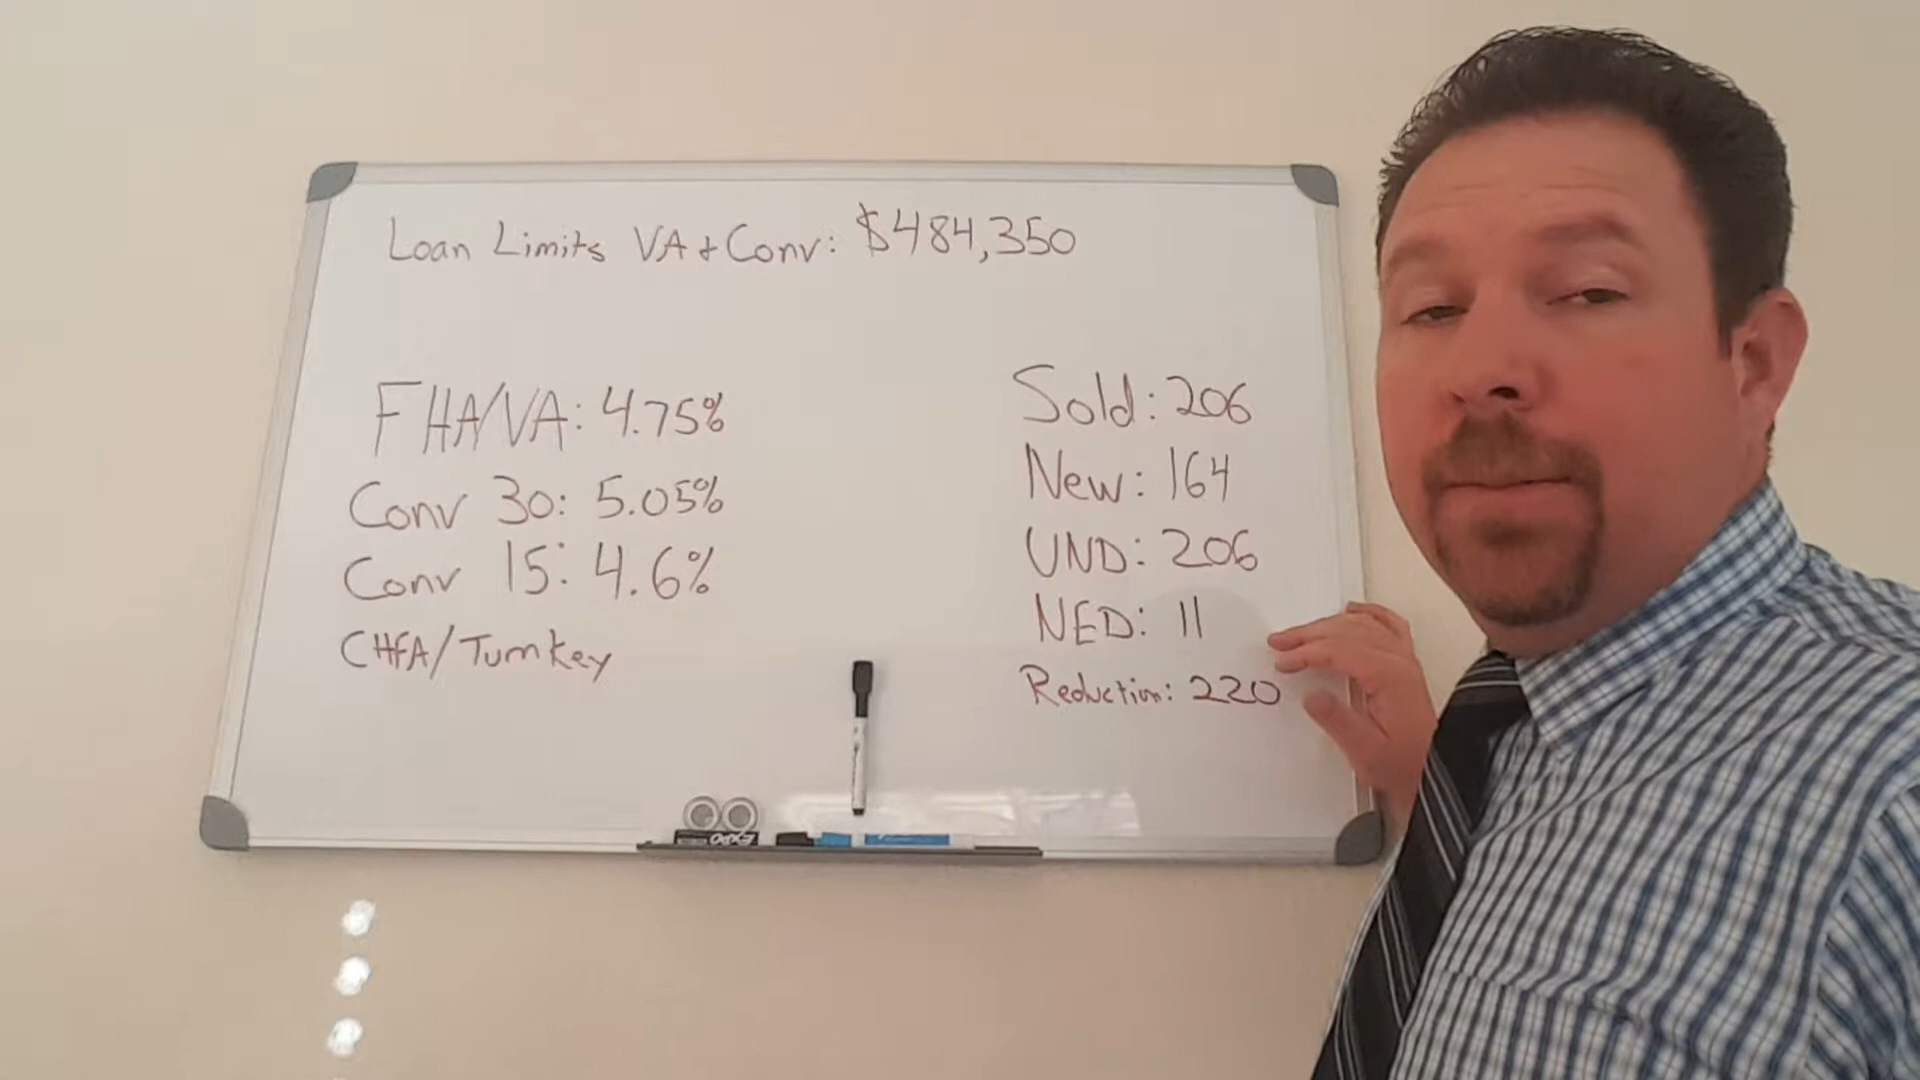 Loan Limits VA + Conv: $484,350
FHA/VA: 4.75%
Conv 30: 5.05%
Conv 15: 4.6%
CHFA/Turnkey
Sold: 206
New: 164
UND: 206
NED: 11
Reduction: 220
EXPO